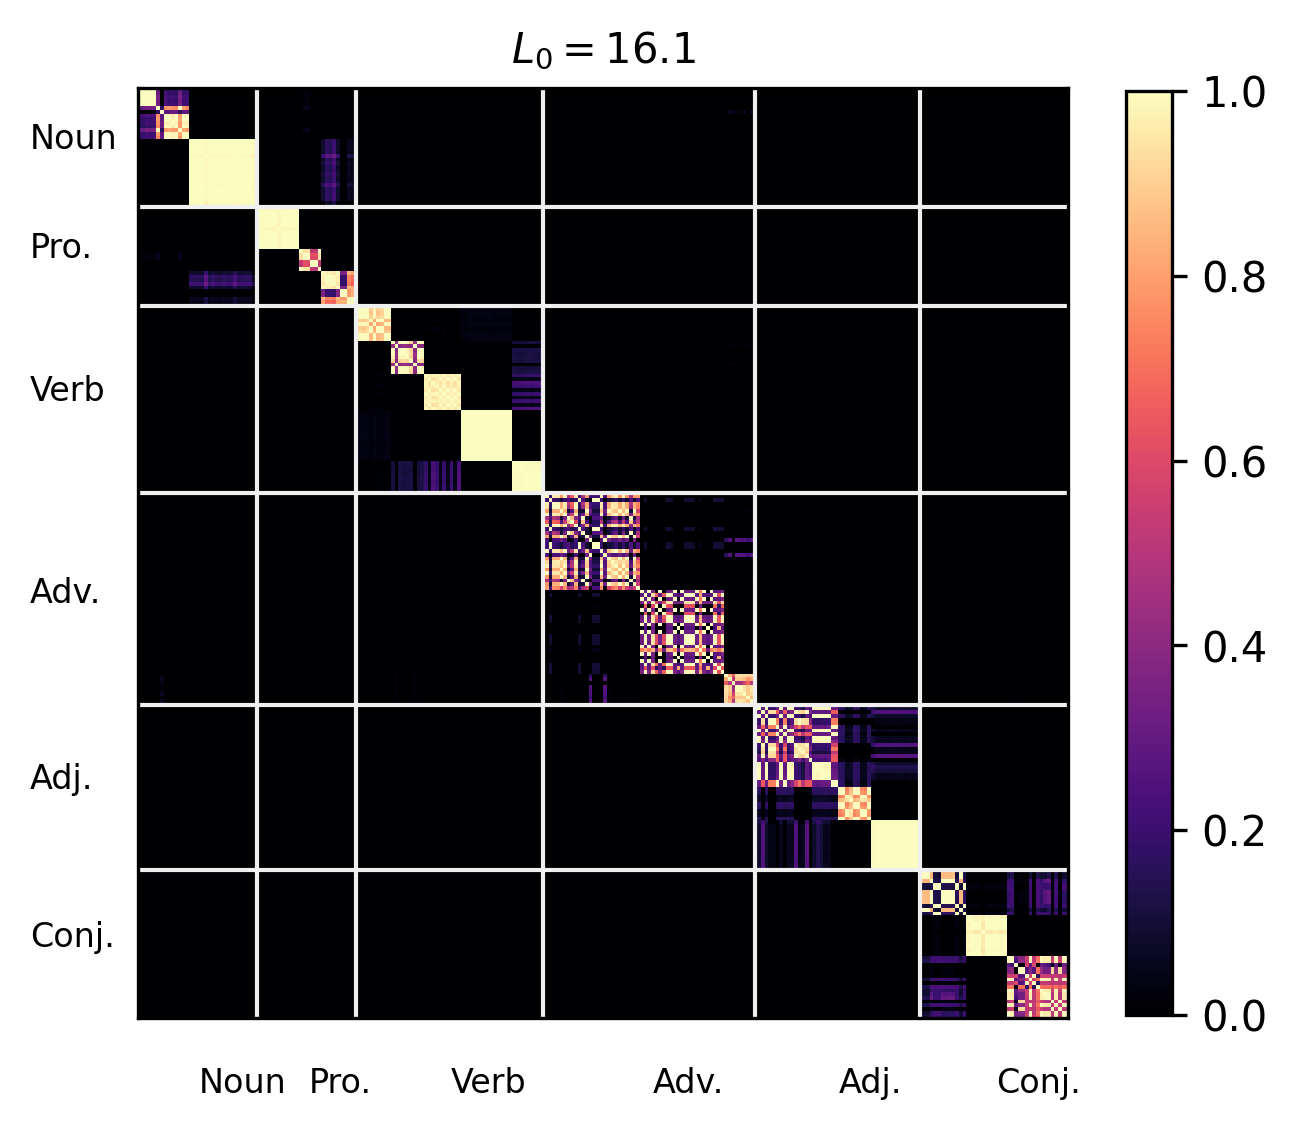 L₀ = 16.1
Noun
Pro.
Verb
Adv.
Adj.
Conj.
Noun Pro. Verb Adv. Adj. Conj.
1.0
0.8
0.6
0.4
0.2
0.0